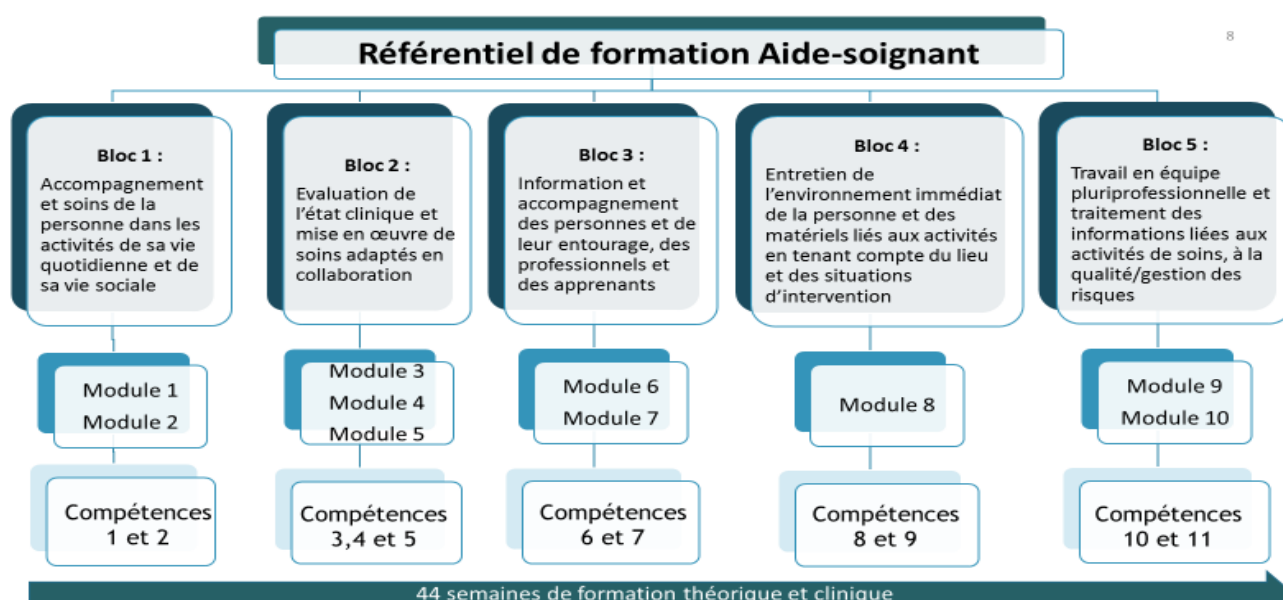 8
Référentiel de formation Aide-soignant
Bloc 1 :
Accompagnement
et soins de la
personne dans les
activités de sa vie
quotidienne et de
sa vie sociale
Bloc 2 :
Evaluation de
l’état clinique et
mise en œuvre de
soins adaptés en
collaboration
Bloc 3 :
Information et
accompagnement
des personnes et de
leur entourage, des
professionnels et
des apprenants
Bloc 4 :
Entretien de
l’environnement immédiat
de la personne et des
matériels liés aux activités
en tenant compte du lieu
et des situations
d’intervention
Bloc 5 :
Travail en équipe
pluriprofessionnelle et
traitement des
informations liées aux
activités de soins, à la
qualité/gestion des
risques
Module 1
Module 2
Module 3
Module 4
Module 5
Module 6
Module 7
Module 8
Module 9
Module 10
Compétences
1 et 2
Compétences
3,4 et 5
Compétences
6 et 7
Compétences
8 et 9
Compétences
10 et 11
44 semaines de formation théorique et clinique